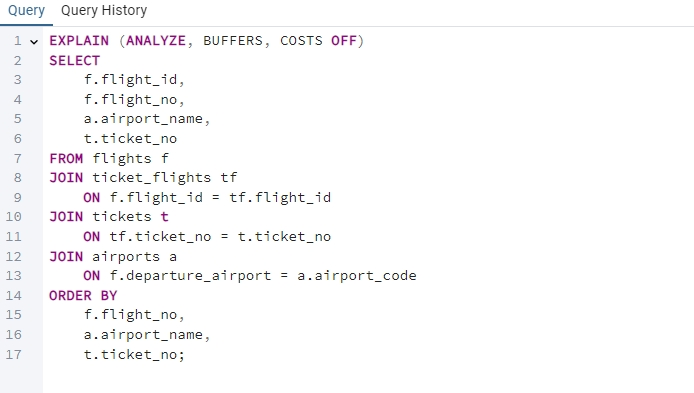 Query Query History
1 EXPLAIN (ANALYZE, BUFFERS, COSTS OFF)
2 SELECT
3 f.flight_id,
4 f.flight_no,
5 a.airport_name,
6 t.ticket_no
7 FROM flights f
8 JOIN ticket_flights tf
9 ON f.flight_id = tf.flight_id
10 JOIN tickets t
11 ON tf.ticket_no = t.ticket_no
12 JOIN airports a
13 ON f.departure_airport = a.airport_code
14 ORDER BY
15 f.flight_no,
16 a.airport_name,
17 t.ticket_no;